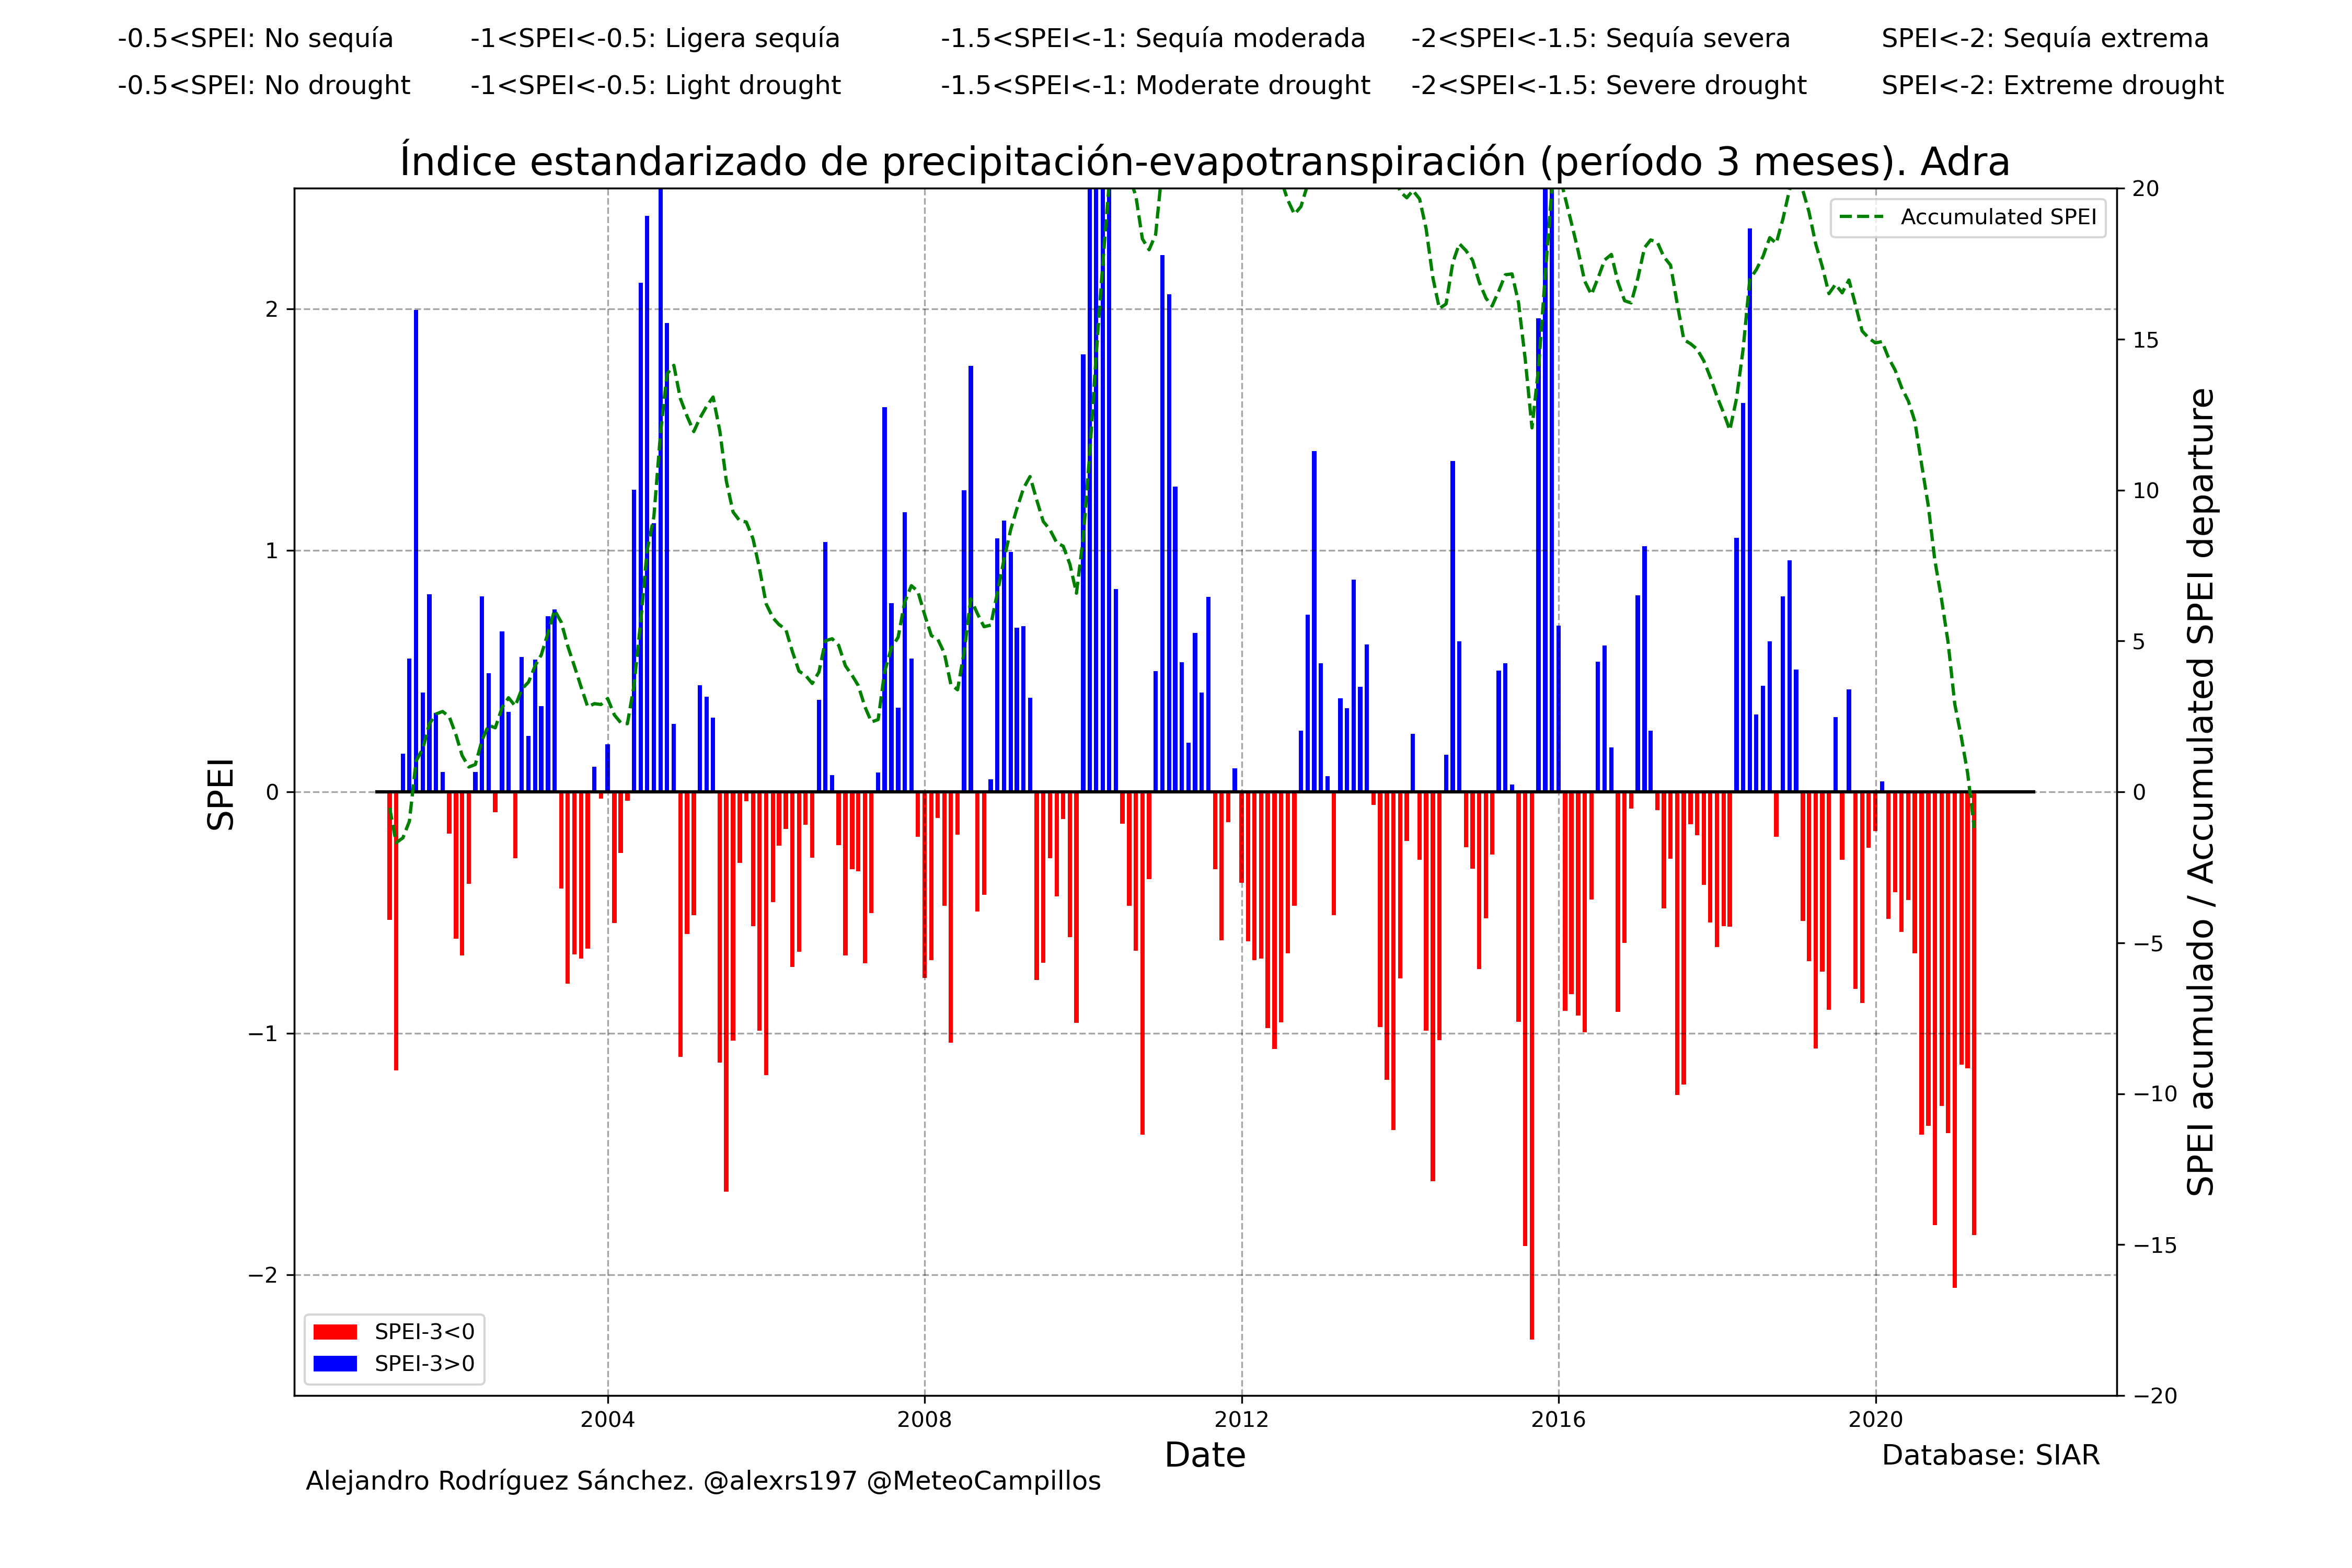 -0.5<SPEI: No sequía
-1<SPEI<-0.5: Ligera sequía
-1.5<SPEI<-1: Sequía moderada
-2<SPEI<-1.5: Sequía severa
SPEI<-2: Sequía extrema
-0.5<SPEI: No drought
-1<SPEI<-0.5: Light drought
-1.5<SPEI<-1: Moderate drought
-2<SPEI<-1.5: Severe drought
SPEI<-2: Extreme drought
Índice estandarizado de precipitación-evapotranspiración (período 3 meses). Adra
Accumulated SPEI
SPEI
2
1
0
−1
−2
20
15
10
5
0
−5
−10
−15
−20
SPEI acumulado / Accumulated SPEI departure
SPEI-3<0
SPEI-3>0
2004
2008
2012
2016
2020
Date
Database: SIAR
Alejandro Rodríguez Sánchez. @alexrs197 @MeteoCampillos